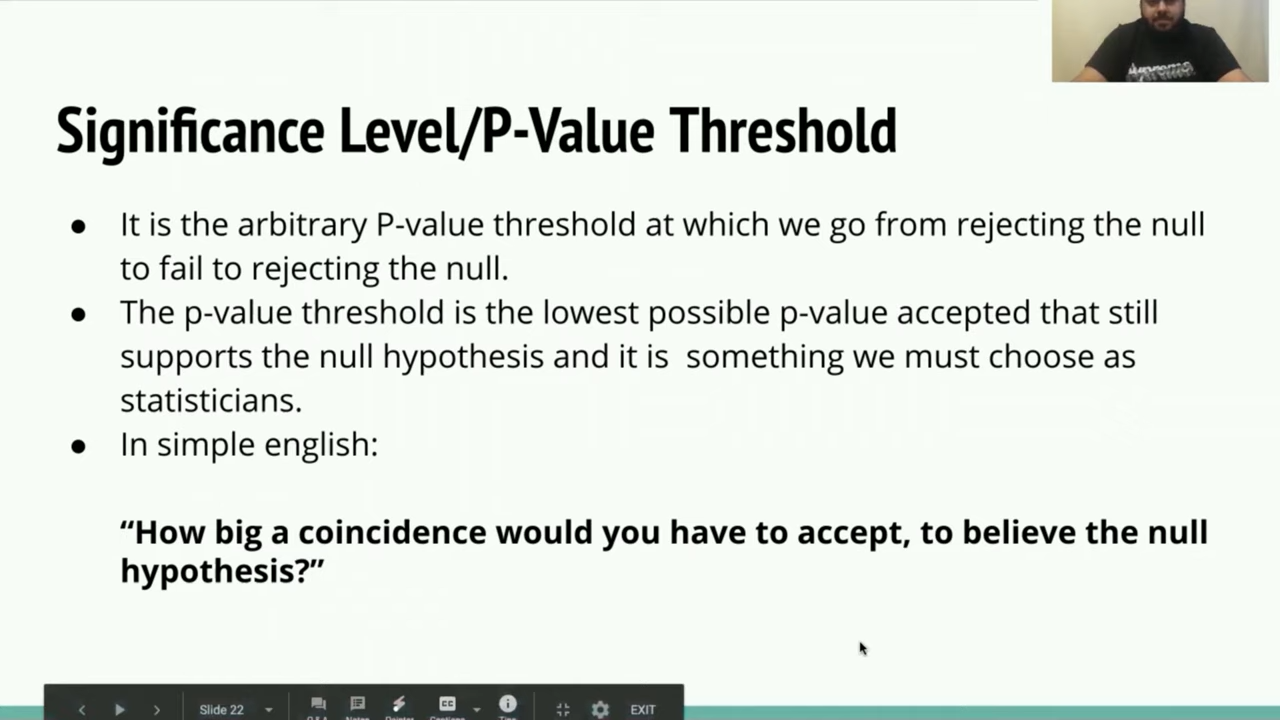 Significance Level/P-Value Threshold
● It is the arbitrary P-value threshold at which we go from rejecting the null
to fail to rejecting the null.
● The p-value threshold is the lowest possible p-value accepted that still
supports the null hypothesis and it is something we must choose as
statisticians.
● In simple english:
“How big a coincidence would you have to accept, to believe the null
hypothesis?”
Slide 22 CC EXIT